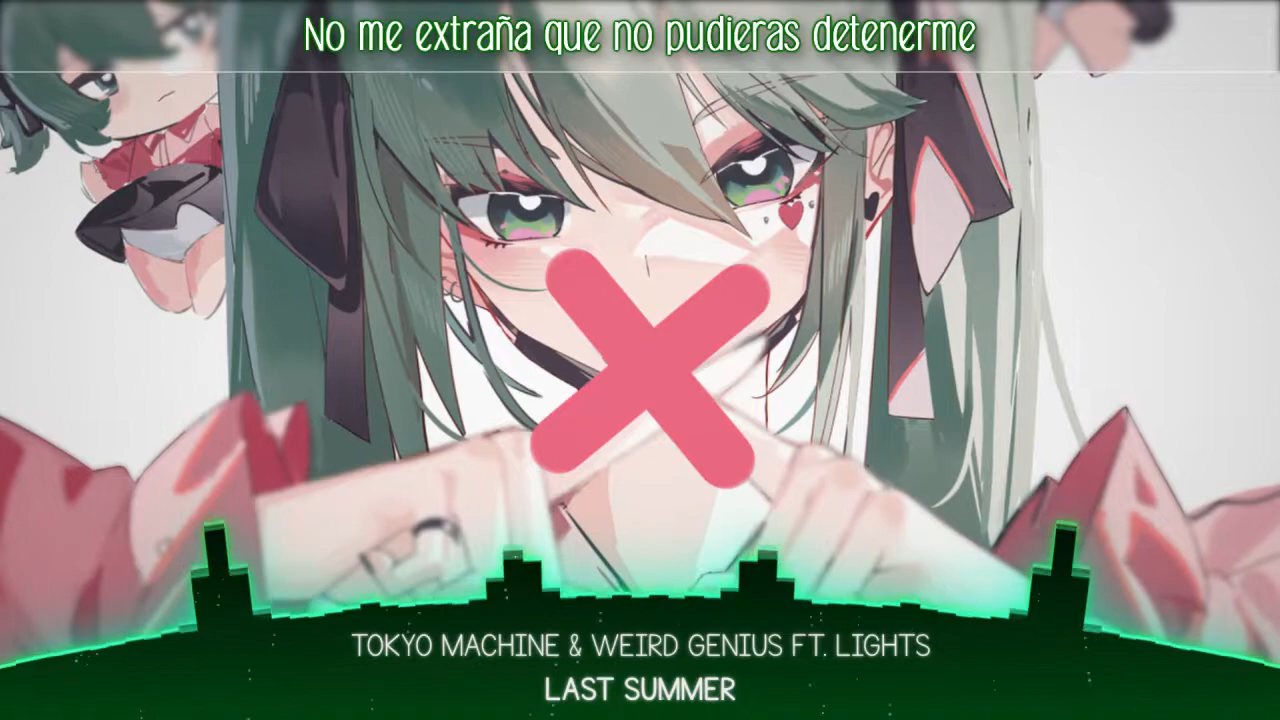 No me extraña que no pudieras detenerme
TOKYO MACHINE & WEIRD GENIUS FT. LIGHTS
LAST SUMMER